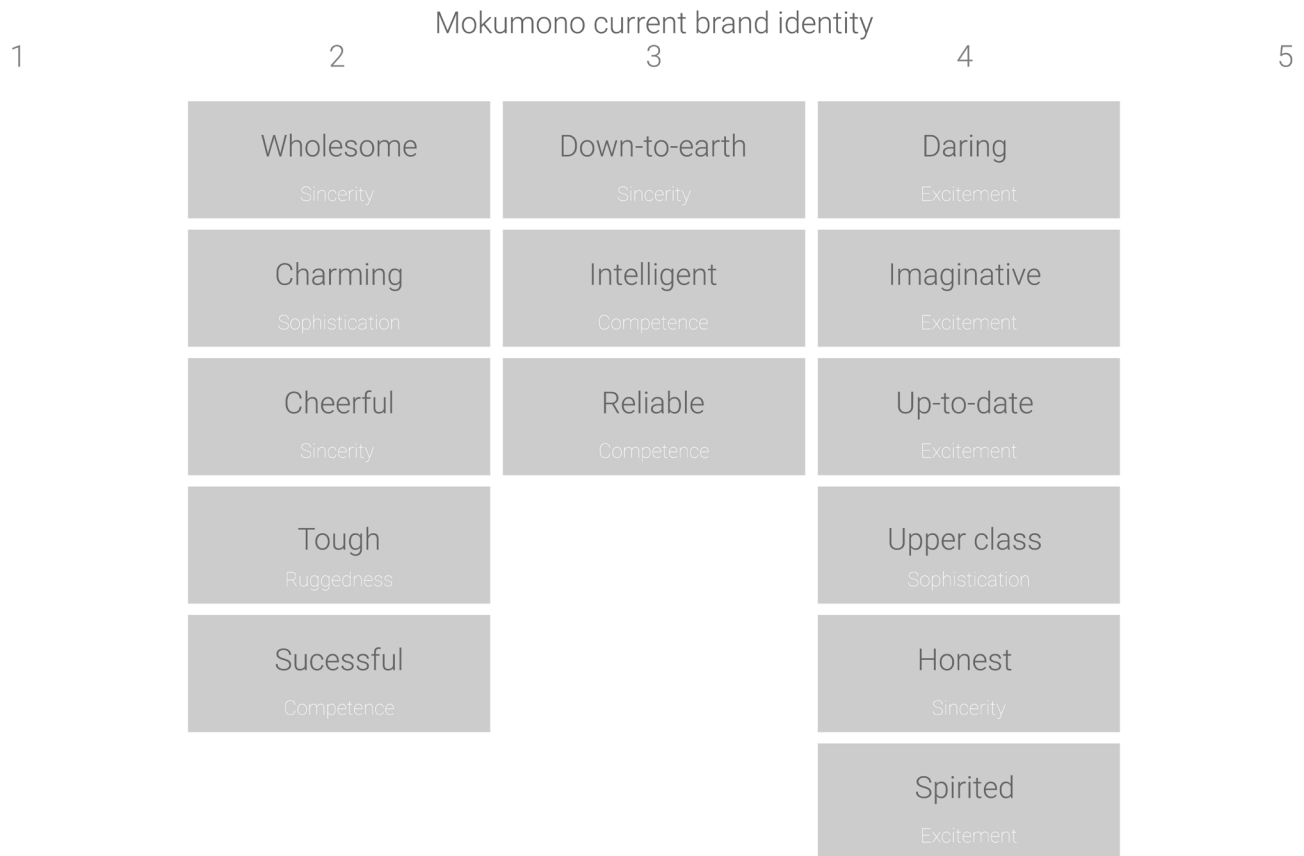 Mokumono current brand identity
1 2 3 4 5
Wholesome Down-to-earth Daring
Sincerity Sincerity Excitement
Charming Intelligent Imaginative
Sophistication Competence Excitement
Cheerful Reliable Up-to-date
Sincerity Competence Excitement
Tough Upper class
Ruggedness Sophistication
Sucessful Honest
Competence Sincerity
Spirited
Excitement